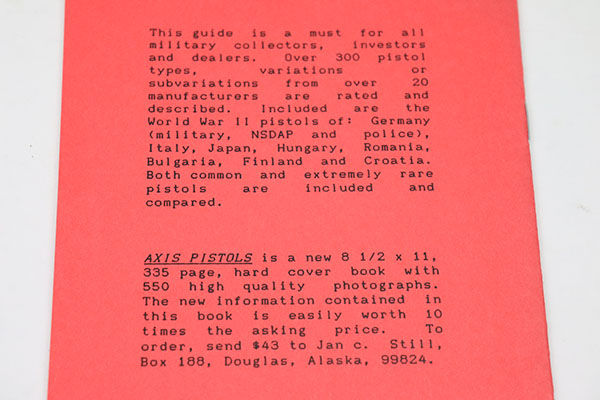 This guide is a must for all
military collectors, investors
and dealers. Over 300 pistol
types, variations or
subvariations from over 20
manufacturers are rated and
described. Included are the
World War II pistols of: Germany
(military, NSDAP and police),
Italy, Japan, Hungary, Romania,
Bulgaria, Finland and Croatia.
Both common and extremely rare
pistols are included and
compared.
AXIS PISTOLS is a new 8 1/2 x 11,
335 page, hard cover book with
550 high quality photographs.
The new information contained in
this book is easily worth 10
times the asking price. To
order, send $43 to Jan c. Still,
Box 188, Douglas, Alaska, 99824.